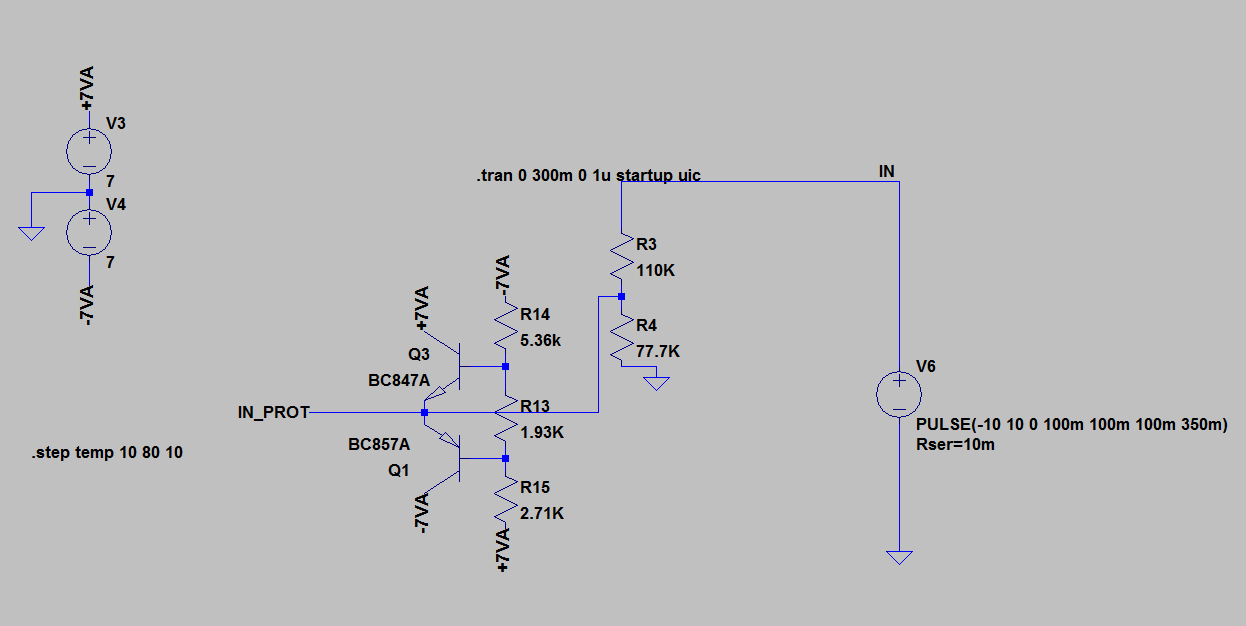 +7VA
V3
7
V4
7
-7VA
.tran 0 300m 0 1u startup uic
IN
R3
110K
-7VA
+7VA
R14
5.36k
R4
77.7K
Q3
BC847A
V6
PULSE(-10 10 0 100m 100m 100m 350m)
Rser=10m
IN_PROT
R13
1.93K
BC857A
Q1
.step temp 10 80 10
R15
2.71K
-7VA
+7VA